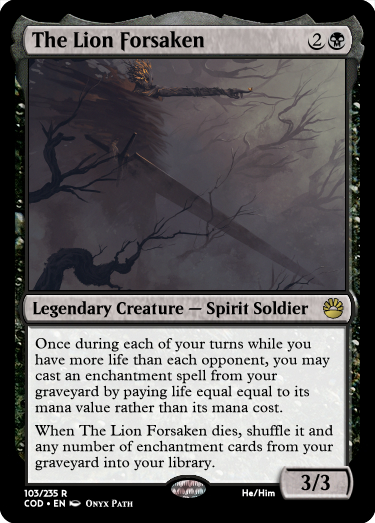 The Lion Forsaken
2
Legendary Creature — Spirit Soldier
Once during each of your turns while you
have more life than each opponent, you may
cast an enchantment spell from your
graveyard by paying life equal equal to its
mana value rather than its mana cost.
When The Lion Forsaken dies, shuffle it and
any number of enchantment cards from your
graveyard into your library.
3/3
103/235 R
He/Him
COD • EN Onyx Path